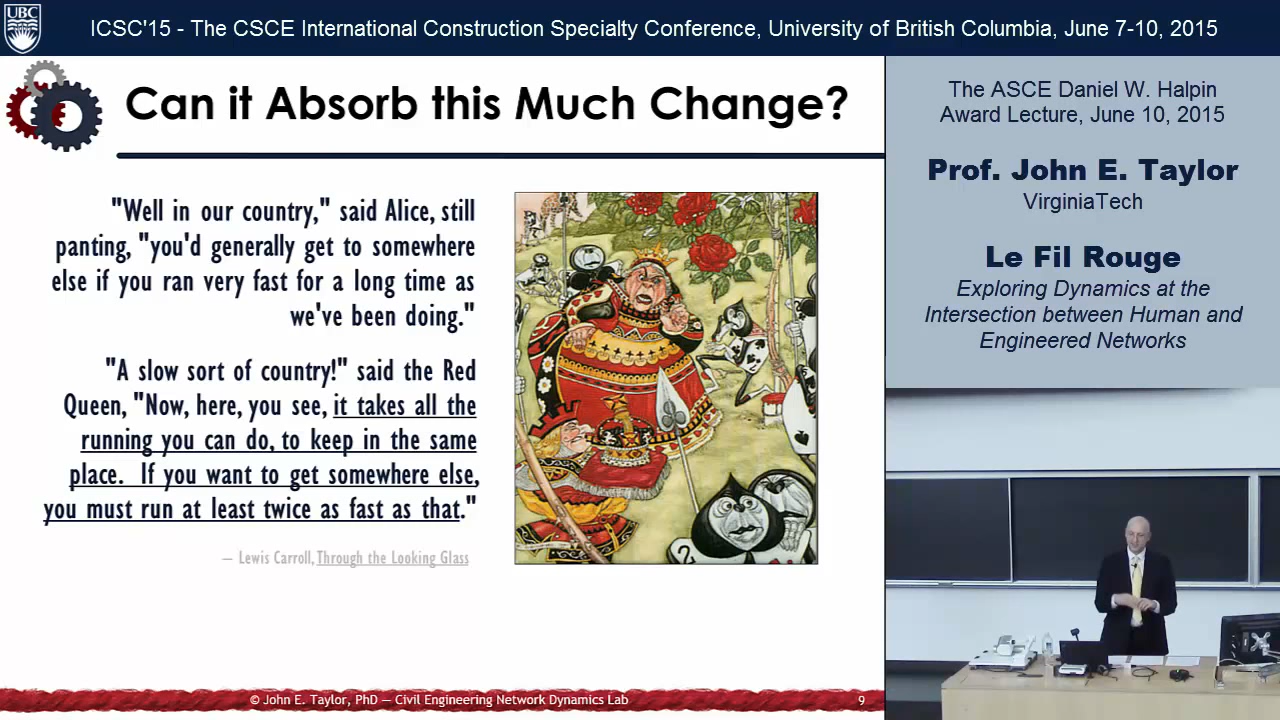 UBC
ICSC'15 - The CSCE International Construction Specialty Conference, University of British Columbia, June 7-10, 2015
Can it Absorb this Much Change?
"Well in our country," said Alice, still
panting, "you'd generally get to somewhere
else if you ran very fast for a long time as
we've been doing."
"A slow sort of country!" said the Red
Queen, "Now, here, you see, it takes all the
running you can do, to keep in the same
place. If you want to get somewhere else,
you must run at least twice as fast as that."
— Lewis Carroll, Through the Looking Glass
2
© John E. Taylor, PhD — Civil Engineering Network Dynamics Lab
9
The ASCE Daniel W. Halpin
Award Lecture, June 10, 2015
Prof. John E. Taylor
VirginiaTech
Le Fil Rouge
Exploring Dynamics at the
Intersection between Human and
Engineered Networks